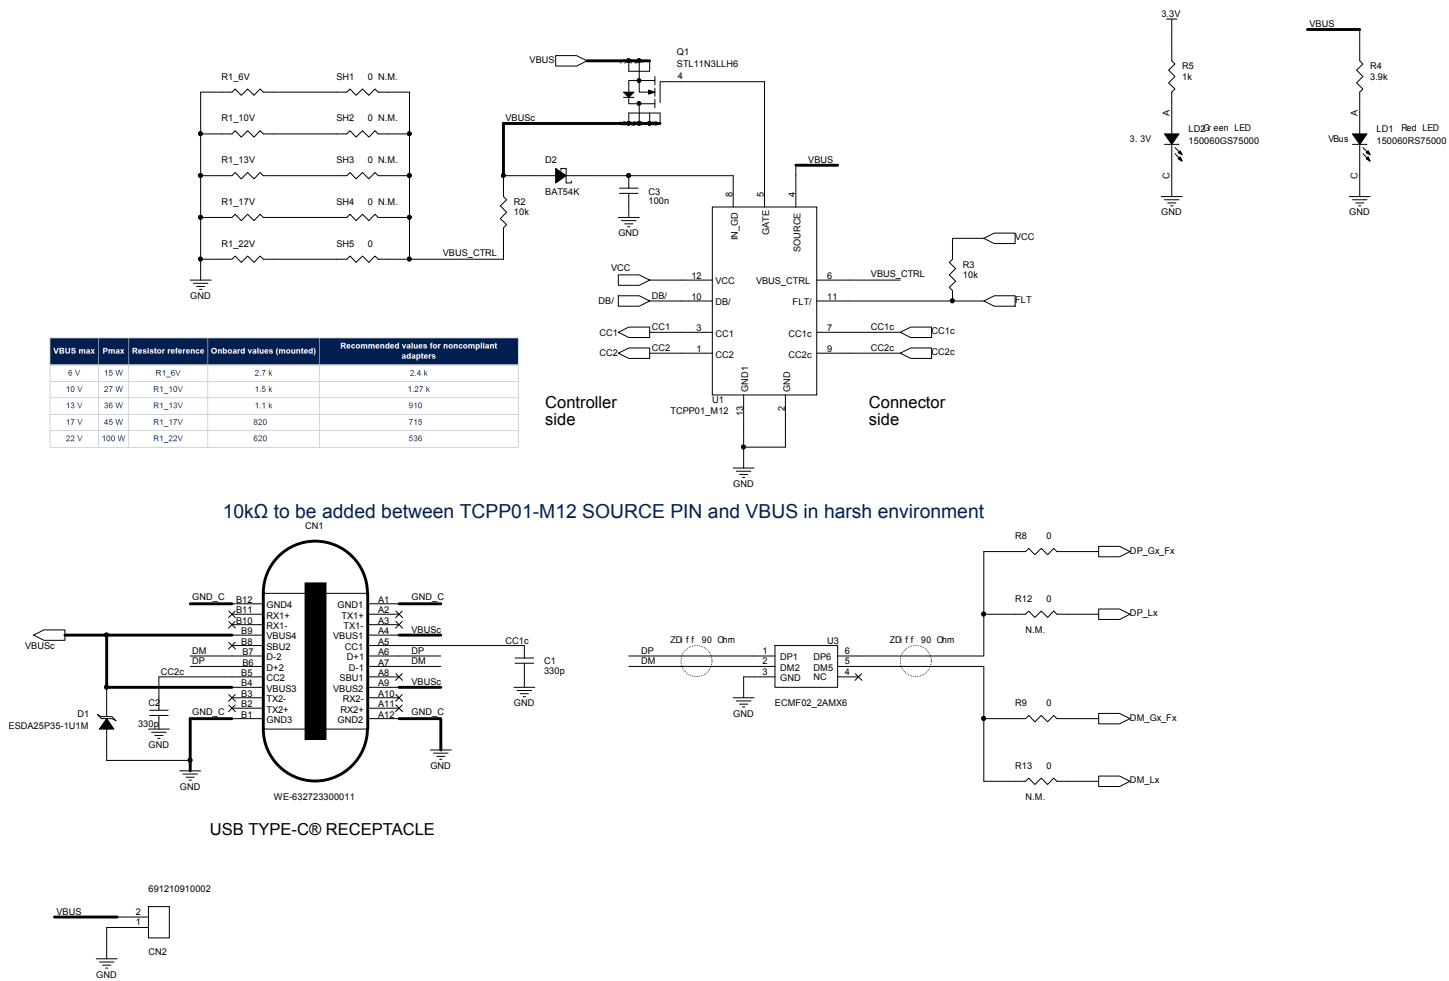 3.3V
R5
1k
A
LD2 Green LED
150060GS75000
3. 3V
C
GND
VBUS
R4
3.9k
A
LD1 Red LED
150060RS75000
VBus
C
GND
R1_6V SH1 0 N.M.
R1_10V SH2 0 N.M.
R1_13V SH3 0 N.M.
R1_17V SH4 0 N.M.
R1_22V SH5 0
VBUS_CTRL
GND
VBUS
Q1
STL11N3LLH6
4
VBUSc
D2
BAT54K
R2
10k
C3
100n
GND
VBUS
8 5 4
IN_GD GATE SOURCE
VCC
12 VCC
DB/ DB/ 10 DB/
CC1 CC1 3 CC1
CC2 CC2 1 CC2
VBUS_CTRL 6 VBUS_CTRL
FLT/ 11 FLT
R3
10k
VCC
CC1c 7 CC1c CC1c
CC2c 9 CC2c CC2c
GND1 GND
U1
TCPP01_M12
13 2
GND
Controller
side
Connector
side
VBUS max Pmax Resistor reference Onboard values (mounted) Recommended values for noncompliant
adapters
6 V 15 W R1_6V 2.7 k 2.4 k
10 V 27 W R1_10V 1.5 k 1.27 k
13 V 36 W R1_13V 1.1 k 910
17 V 45 W R1_17V 820 715
22 V 100 W R1_22V 620 536
10kΩ to be added between TCPP01-M12 SOURCE PIN and VBUS in harsh environment
CN1
GND_C B12 GND4 GND1 A1 GND_C
B11 RX1+ TX1+ A2
B10 RX1- TX1- A3
B9 VBUS4 VBUS1 A4 VBUSc
B8 SBU2 CC1 A5 CC1c
DM B7 D-2 D+1 A6 DP
DP B6 D+2 D-1 A7 DM
CC2c B5 CC2 SBU1 A8
B4 VBUS3 VBUS2 A9 VBUSc
B3 TX2- RX2- A10
B2 TX2+ RX2+ A11
GND_C B1 GND3 GND2 A12 GND_C
VBUSc
D1
ESDA25P35-1U1M
C2
330p
GND
GND
C1
330p
GND
GND
WE-632723300011
USB TYPE-C® RECEPTACLE
ZDiff 90 Ohm
ZDiff 90 Ohm
U3
DP 1 DP1 DP6 6
DM 2 DM2 DM5 5
3 GND NC 4
GND
ECMF02_2AMX6
R8 0
DP_Gx_Fx
R12 0
DP_Lx
N.M.
R9 0
DM_Gx_Fx
R13 0
DM_Lx
N.M.
691210910002
VBUS 2
1
CN2
GND